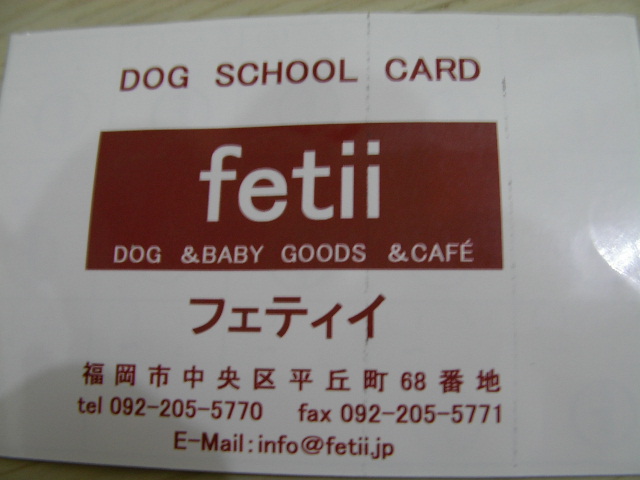 DOG SCHOOL CARD
fetii
DOG &BABY GOODS &CAFÉ
フェティイ
福岡市中央区平丘町68番地
tel 092-205-5770 fax 092-205-5771
E-Mail:info@fetii.jp